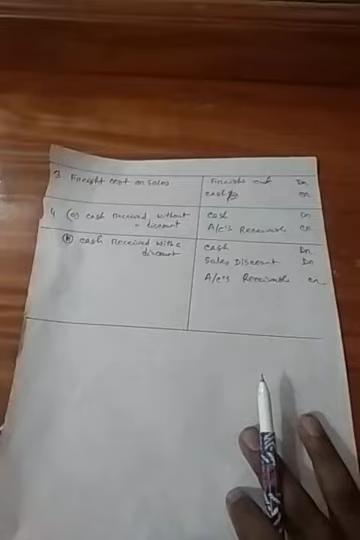 3 Freight cost on sales
Freight out Dr.
cash Cr.
4 (a) cash received, without
discount
cash Dr
A/c's Receivable Cr.
(b) cash received with a
discount
cash Dr.
Sales Discount Dr
A/c's Receivable Cr.